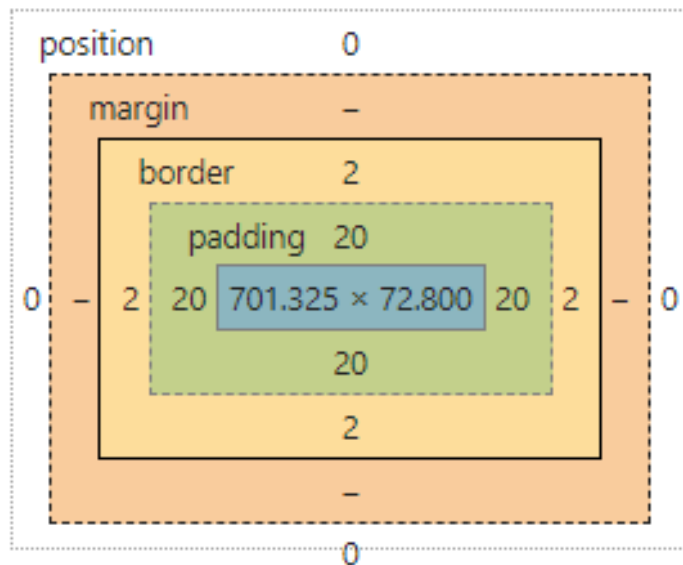 position 0
margin –
border 2
padding 20
0 – 2 20 701.325 × 72.800 20 2 – 0
20
2
–
0